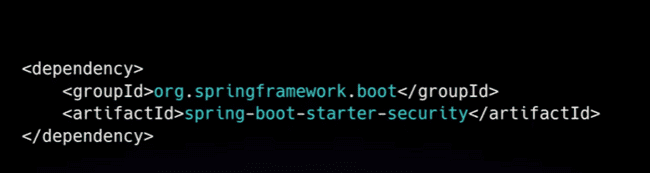 <dependency>
    <groupId>org.springframework.boot</groupId>
    <artifactId>spring-boot-starter-security</artifactId>
</dependency>